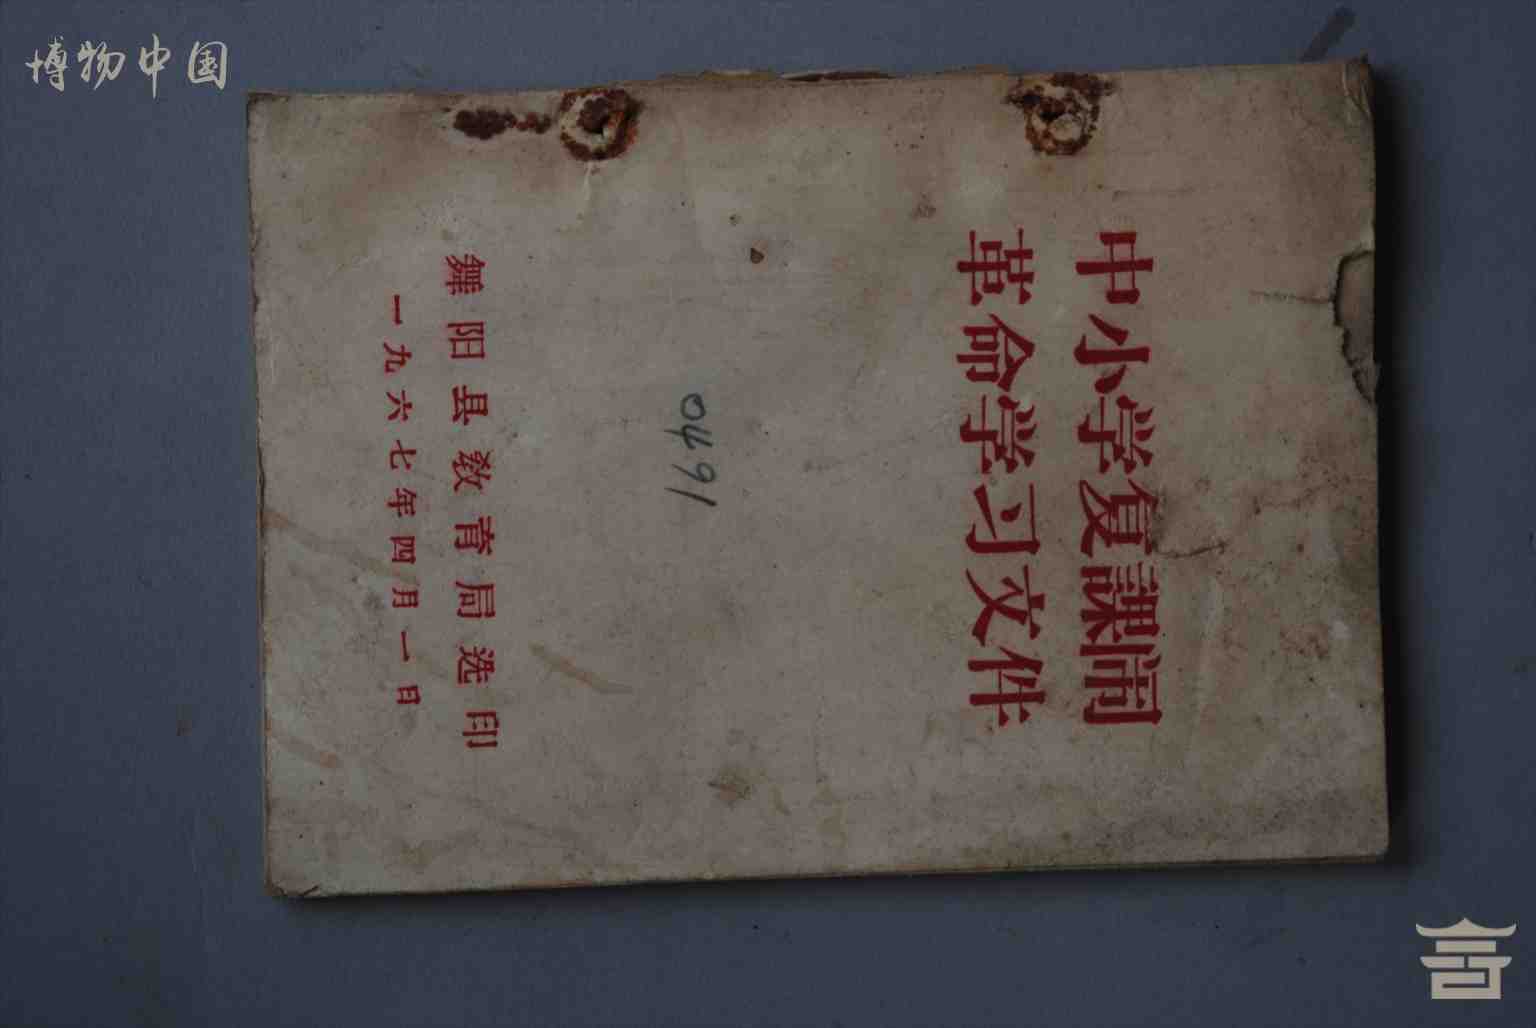 博物中国
中小学复課闹
革命学习文件
0491
舞阳县教育局选印
一九六七年四月一日